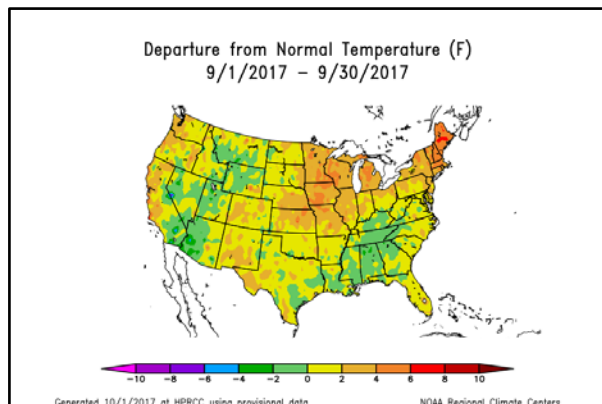 Departure from Normal Temperature (F)
9/1/2017 – 9/30/2017
-10 -8 -6 -4 -2 0 2 4 6 8 10
Generated 10/1/2017 at HPRCC using provisional data.
NOAA Regional Climate Centers